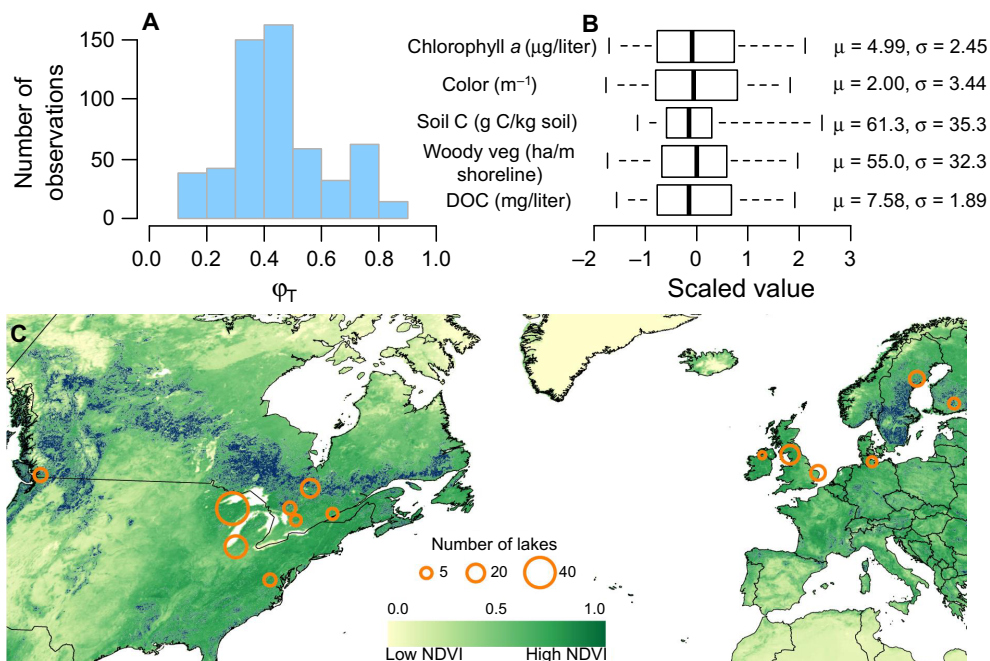 A
Number of
observations
150
100
50
0
0.0 0.2 0.4 0.6 0.8 1.0
φT
B
Chlorophyll a (μg/liter)
Color (m–1)
Soil C (g C/kg soil)
Woody veg (ha/m
shoreline)
DOC (mg/liter)
μ = 4.99, σ = 2.45
μ = 2.00, σ = 3.44
μ = 61.3, σ = 35.3
μ = 55.0, σ = 32.3
μ = 7.58, σ = 1.89
–2 –1 0 1 2 3
Scaled value
C
Number of lakes
5 20 40
0.0 0.5 1.0
Low NDVI High NDVI